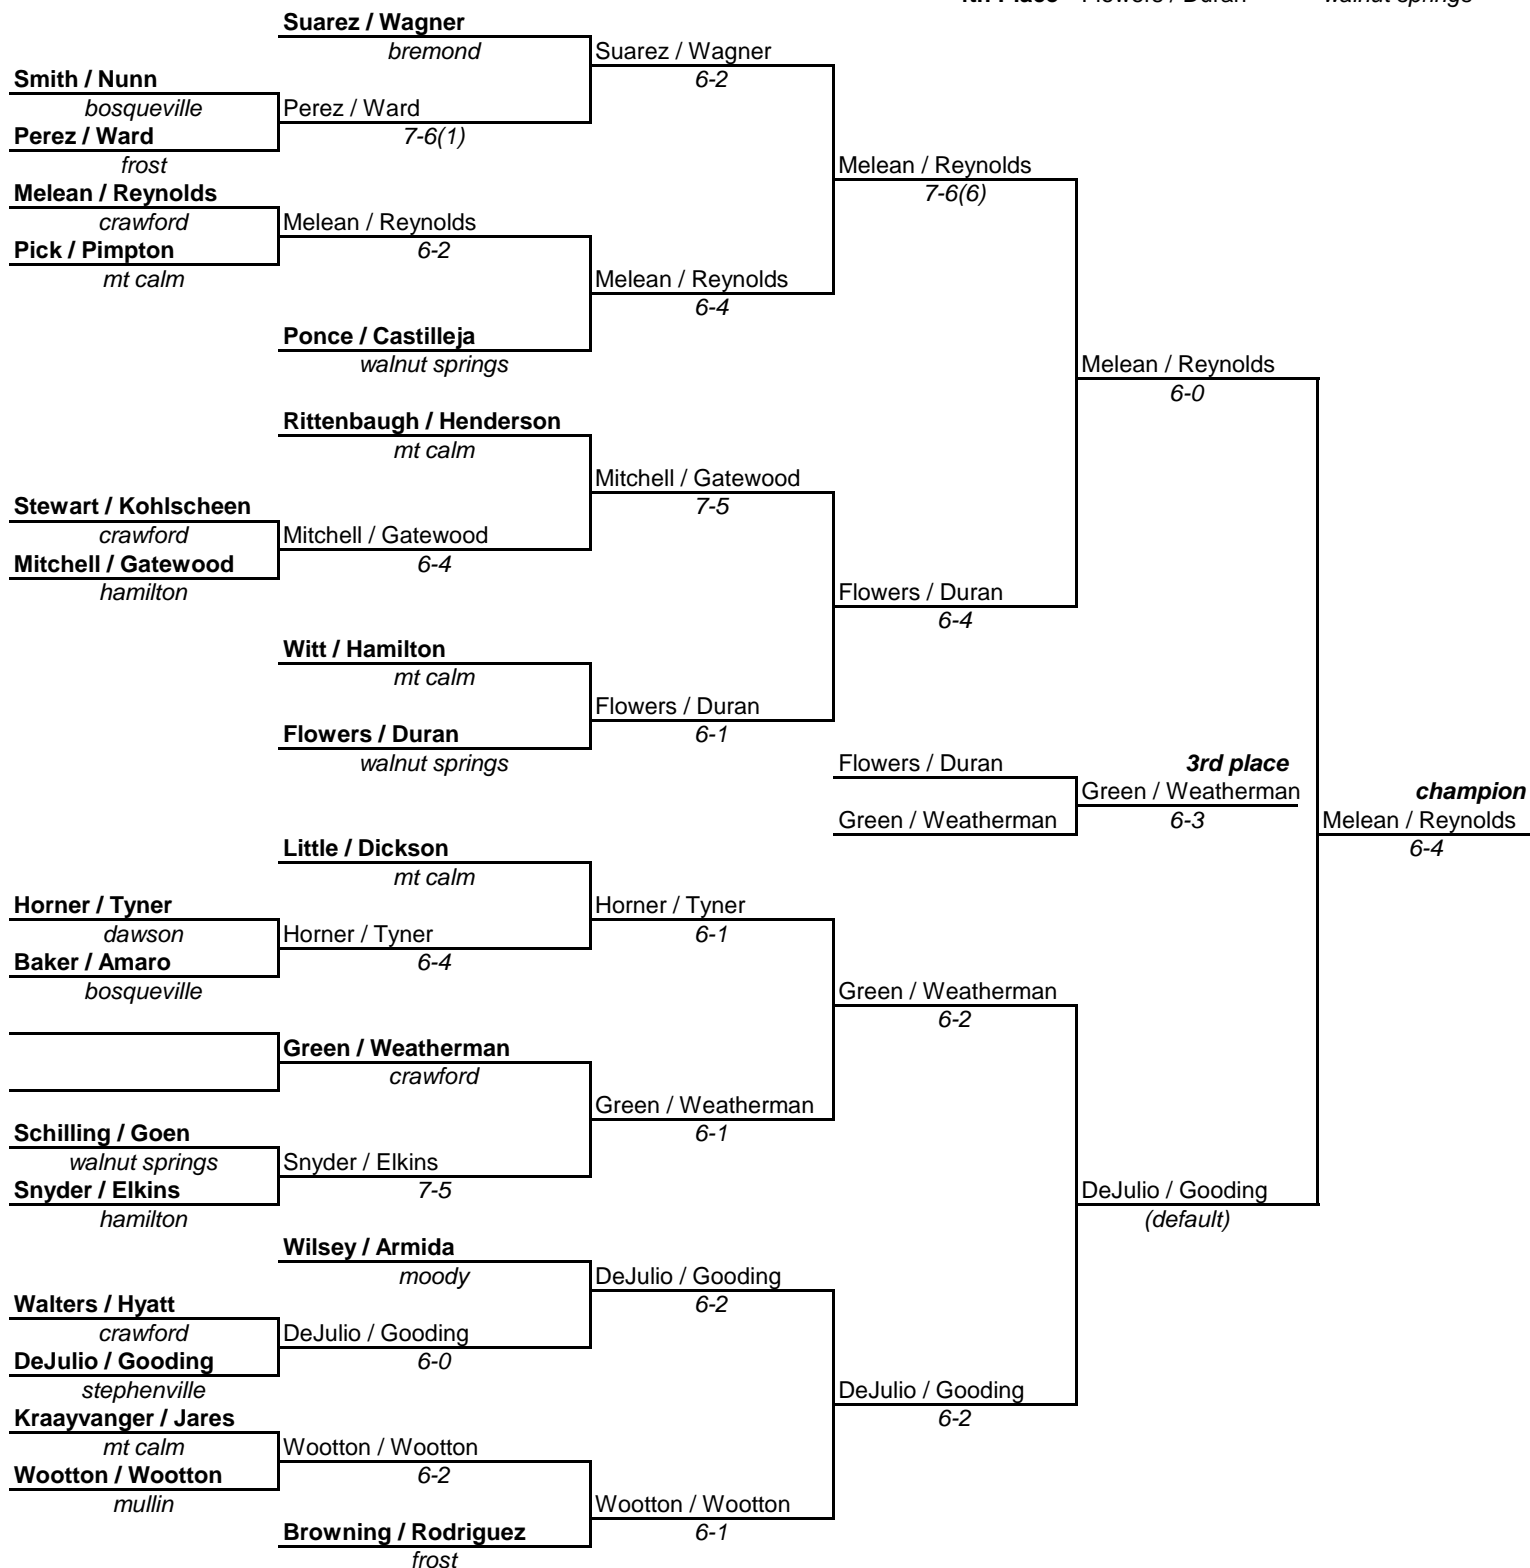 Flowers / Duran walnut springs
Suarez / Wagner
bremond
Suarez / Wagner
6-2
Smith / Nunn
bosqueville
Perez / Ward
7-6(1)
Perez / Ward
frost
Melean / Reynolds
7-6(6)
Melean / Reynolds
crawford
Melean / Reynolds
6-2
Pick / Pimpton
mt calm
Melean / Reynolds
6-4
Ponce / Castilleja
walnut springs
Melean / Reynolds
6-0
Rittenbaugh / Henderson
mt calm
Mitchell / Gatewood
7-5
Stewart / Kohlscheen
crawford
Mitchell / Gatewood
6-4
Mitchell / Gatewood
hamilton
Flowers / Duran
6-4
Witt / Hamilton
mt calm
Flowers / Duran
6-1
Flowers / Duran
walnut springs
Flowers / Duran
3rd place
Green / Weatherman
6-3
Green / Weatherman
champion
Melean / Reynolds
6-4
Little / Dickson
mt calm
Horner / Tyner
6-1
Horner / Tyner
dawson
Horner / Tyner
6-4
Baker / Amaro
bosqueville
Green / Weatherman
6-2
Green / Weatherman
crawford
Green / Weatherman
6-1
Schilling / Goen
walnut springs
Snyder / Elkins
7-5
Snyder / Elkins
hamilton
DeJulio / Gooding
(default)
Wilsey / Armida
moody
DeJulio / Gooding
6-2
Walters / Hyatt
crawford
DeJulio / Gooding
6-0
DeJulio / Gooding
stephenville
DeJulio / Gooding
6-2
Kraayvanger / Jares
mt calm
Wootton / Wootton
6-2
Wootton / Wootton
mullin
Wootton / Wootton
6-1
Browning / Rodriguez
frost